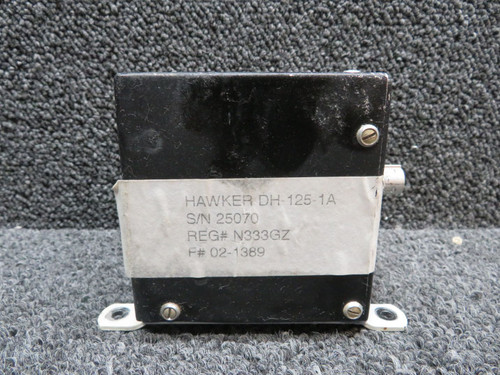 HAWKER DH-125-1A
S/N 25070
REG# N333GZ
F# 02-1389